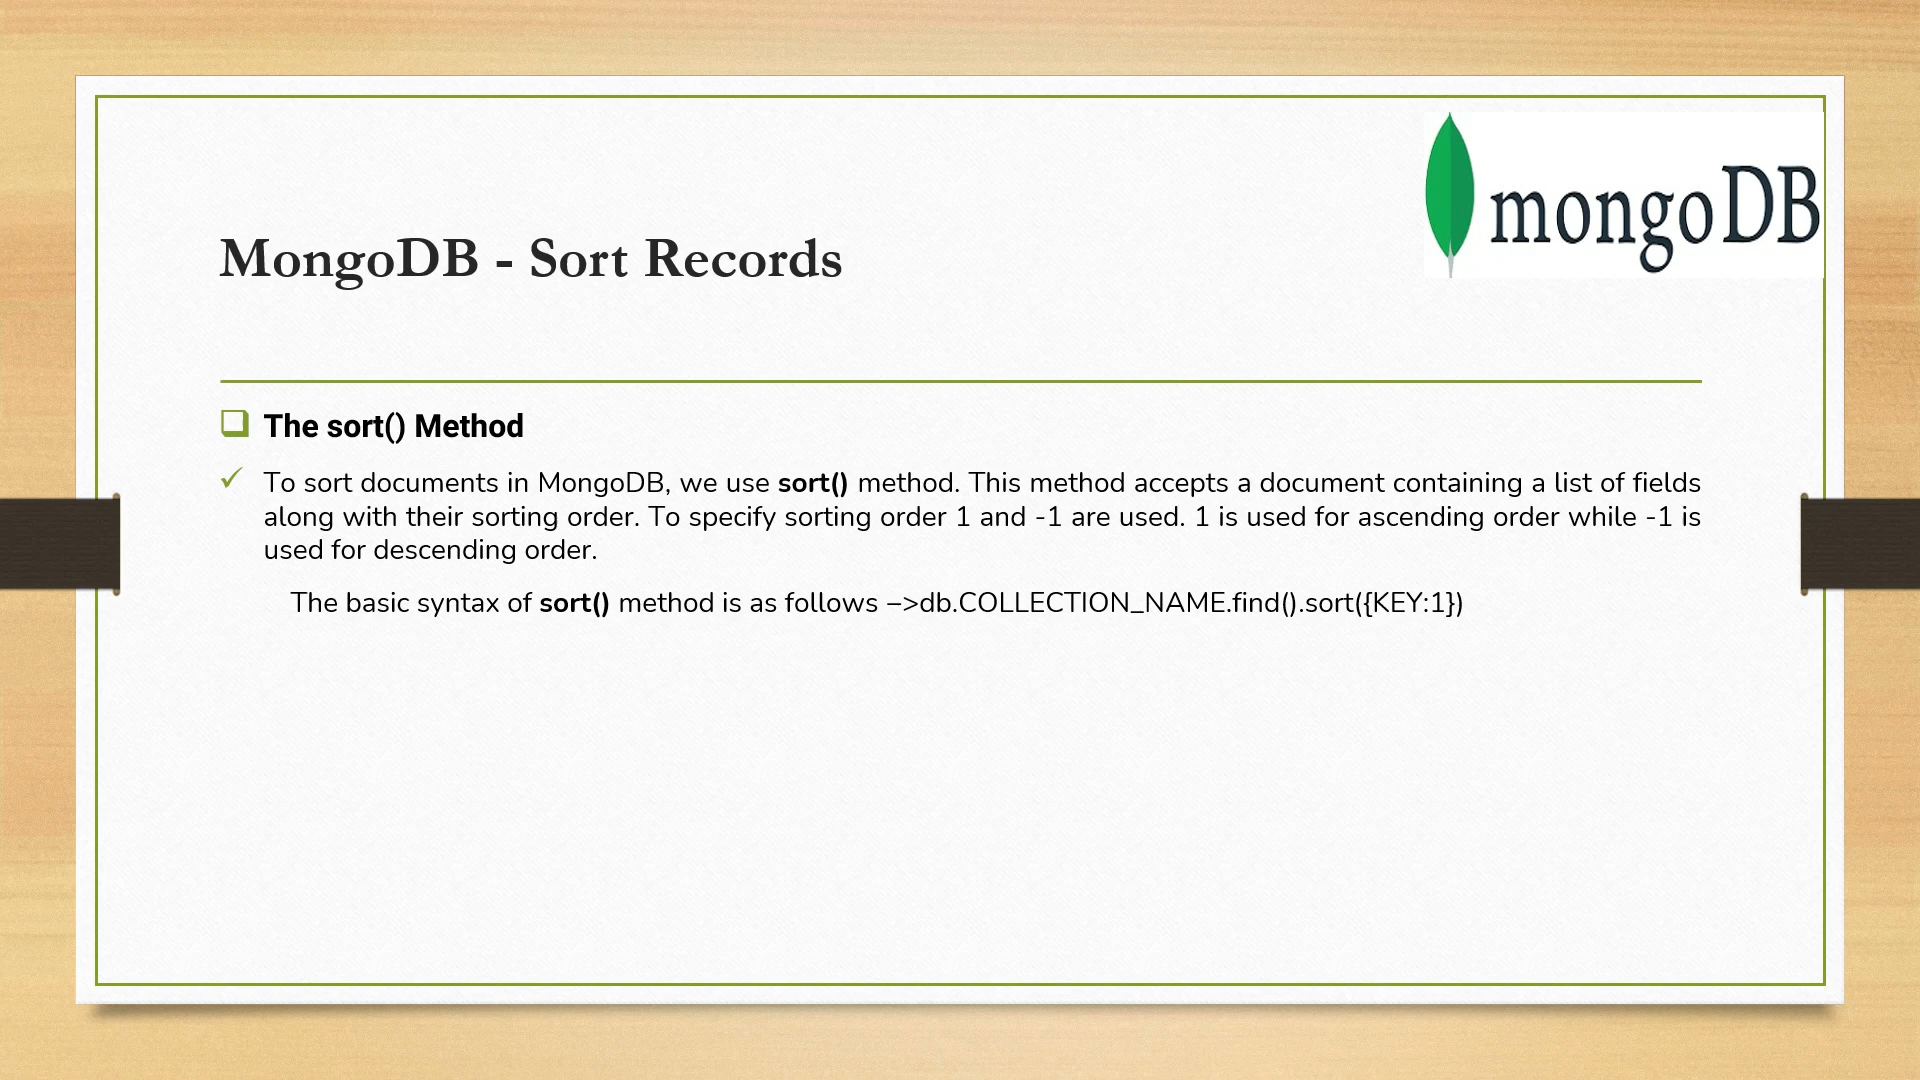 mongoDB
MongoDB - Sort Records
The sort() Method
To sort documents in MongoDB, we use sort() method. This method accepts a document containing a list of fields
along with their sorting order. To specify sorting order 1 and -1 are used. 1 is used for ascending order while -1 is
used for descending order.
The basic syntax of sort() method is as follows −>db.COLLECTION_NAME.find().sort({KEY:1})